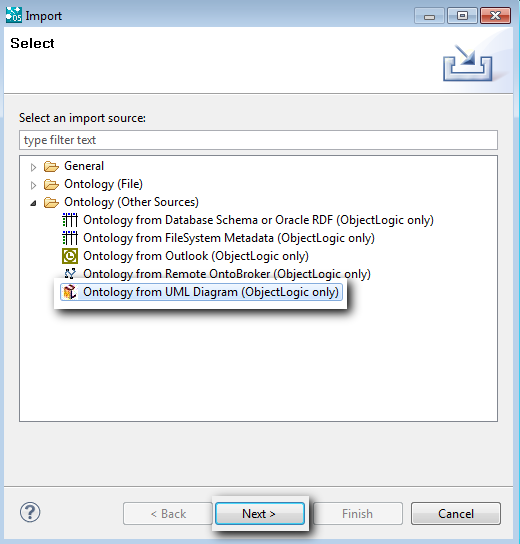 Import
Select
Select an import source:
type filter text
General
Ontology (File)
Ontology (Other Sources)
Ontology from Database Schema or Oracle RDF (ObjectLogic only)
Ontology from FileSystem Metadata (ObjectLogic only)
Ontology from Outlook (ObjectLogic only)
Ontology from Remote OntoBroker (ObjectLogic only)
Ontology from UML Diagram (ObjectLogic only)
? < Back Next > Finish Cancel